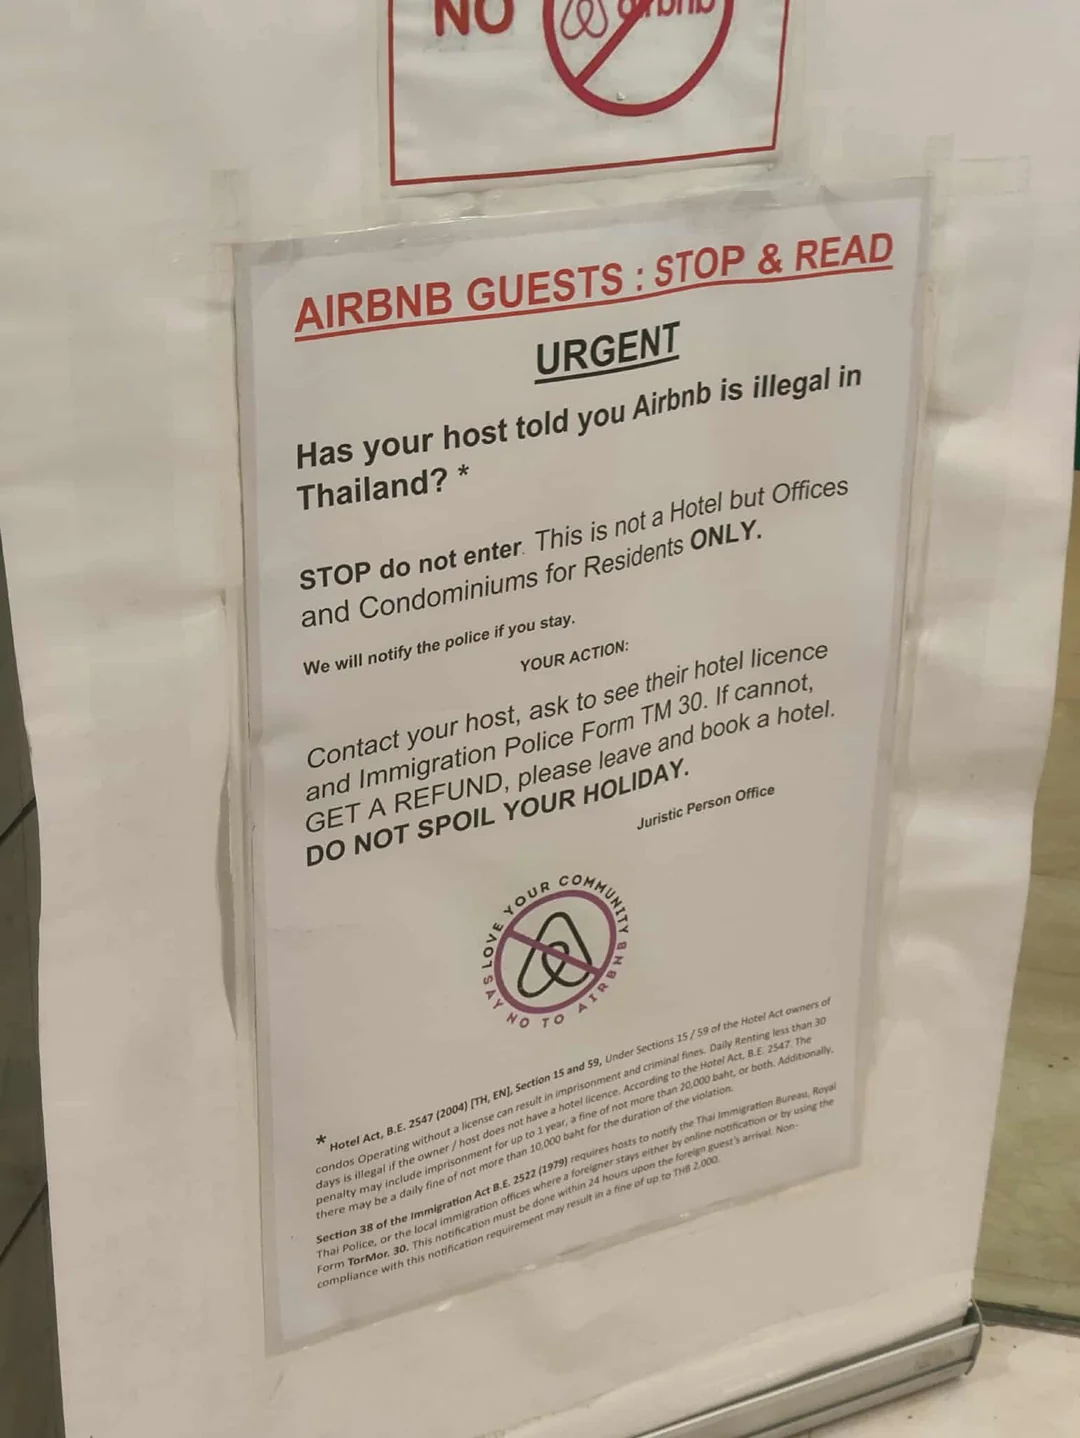 NO airbnb
AIRBNB GUESTS : STOP & READ
URGENT
Has your host told you Airbnb is illegal in
Thailand? *
STOP do not enter. This is not a Hotel but Offices
and Condominiums for Residents ONLY.
We will notify the police if you stay.
YOUR ACTION:
Contact your host, ask to see their hotel licence
and Immigration Police Form TM 30. If cannot,
GET A REFUND, please leave and book a hotel.
DO NOT SPOIL YOUR HOLIDAY.
Juristic Person Office
LOVE YOUR COMMUNITY
SAY NO TO AIRBNB
* Hotel Act, B.E. 2547 (2004) [TH, EN], Section 15 and 59, Under Sections 15 / 59 of the Hotel Act owners of
condos Operating without a license can result in imprisonment and criminal fines. Daily Renting less than 30
days is illegal if the owner / host does not have a hotel licence. According to the Hotel Act, B.E. 2547. The
penalty may include imprisonment for up to 1 year, a fine of not more than 20,000 baht, or both. Additionally,
there may be a daily fine of not more than 10,000 baht for the duration of the violation.
Section 38 of the Immigration Act B.E. 2522 (1979) requires hosts to notify the Thai Immigration Bureau, Royal
Thai Police, or the local immigration offices where a foreigner stays either by online notification or by using the
Form TorMor. 30. This notification must be done within 24 hours upon the foreign guest's arrival. Non-
compliance with this notification requirement may result in a fine of up to THB 2,000.